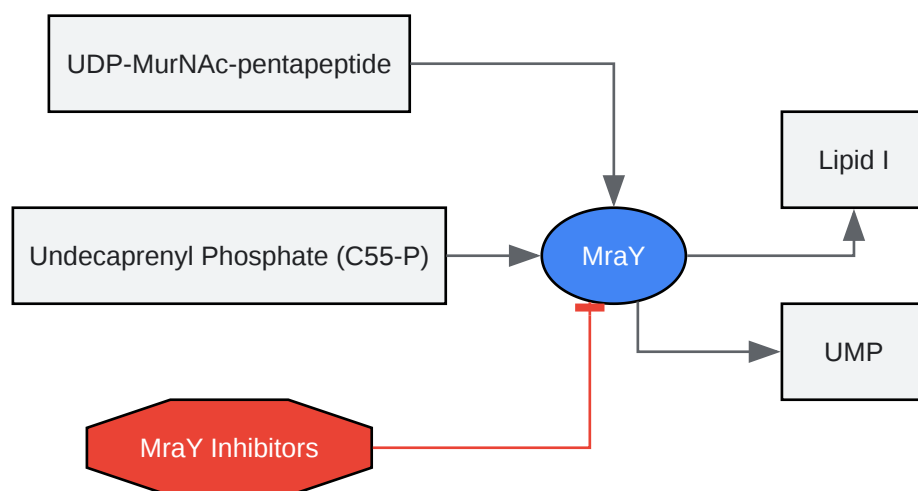 UDP-MurNAc-pentapeptide
Lipid I
Undecaprenyl Phosphate (C55-P)
MraY
UMP
MraY Inhibitors